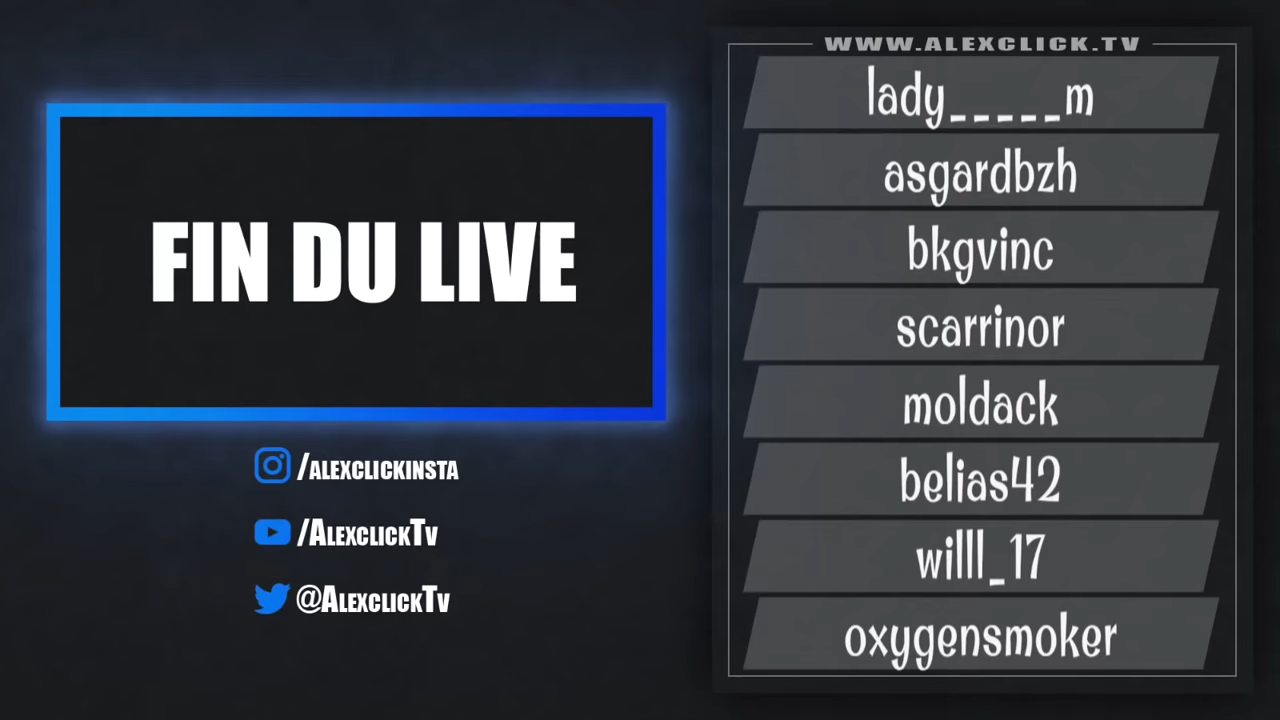 FIN DU LIVE
/ALEXCLICKINSTA
/ALEXCLICKTV
@ALEXCLICKTV
WWW.ALEXCLICK.TV
lady_____m
asgardbzh
bkgvinc
scarrinor
moldack
belias42
willl_17
oxygensmoker